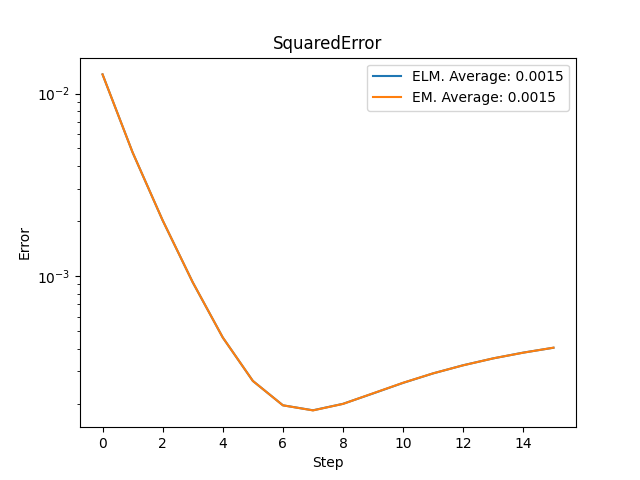 SquaredError
ELM. Average: 0.0015
EM. Average: 0.0015
10⁻²
10⁻³
Error
0 2 4 6 8 10 12 14
Step